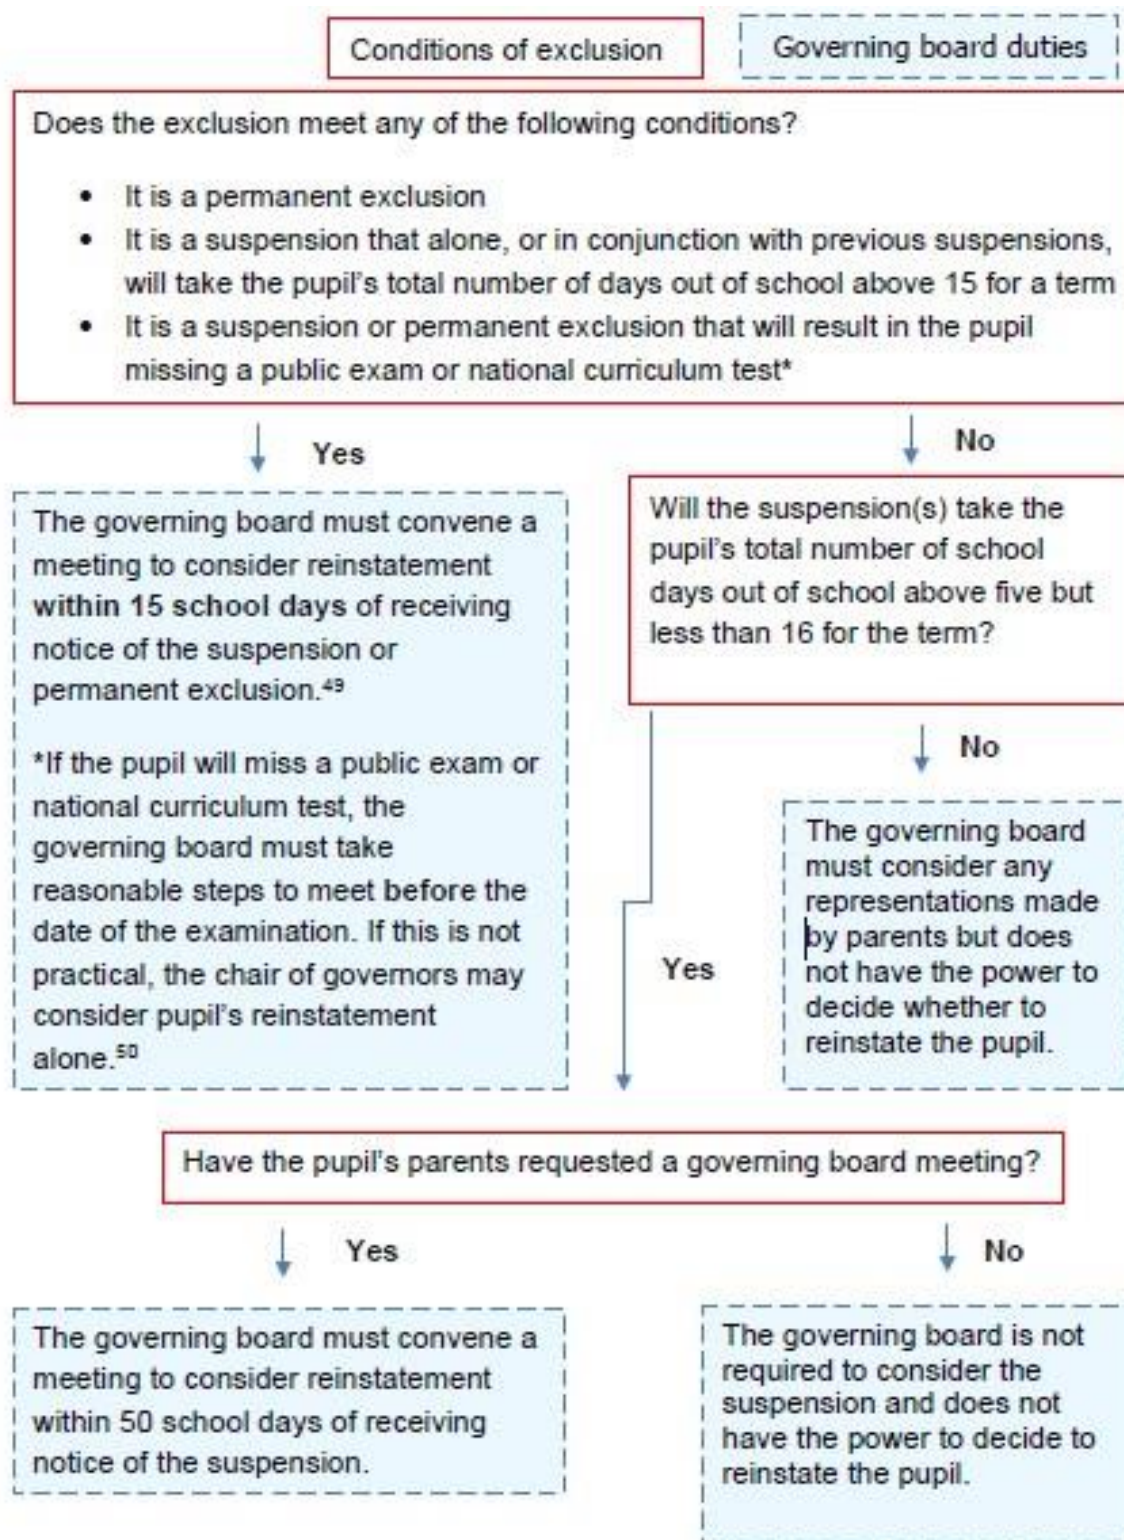 Conditions of exclusion
Governing board duties
Does the exclusion meet any of the following conditions?
• It is a permanent exclusion
• It is a suspension that alone, or in conjunction with previous suspensions,
will take the pupil's total number of days out of school above 15 for a term
• It is a suspension or permanent exclusion that will result in the pupil
missing a public exam or national curriculum test*
Yes
No
The governing board must convene a
meeting to consider reinstatement
within 15 school days of receiving
notice of the suspension or
permanent exclusion.⁴⁹
*If the pupil will miss a public exam or
national curriculum test, the
governing board must take
reasonable steps to meet before the
date of the examination. If this is not
practical, the chair of governors may
consider pupil's reinstatement
alone.⁵⁰
Will the suspension(s) take the
pupil's total number of school
days out of school above five but
less than 16 for the term?
No
Yes
The governing board
must consider any
representations made
by parents but does
not have the power to
decide whether to
reinstate the pupil.
Have the pupil's parents requested a governing board meeting?
Yes
No
The governing board must convene a
meeting to consider reinstatement
within 50 school days of receiving
notice of the suspension.
The governing board is not
required to consider the
suspension and does not
have the power to decide to
reinstate the pupil.